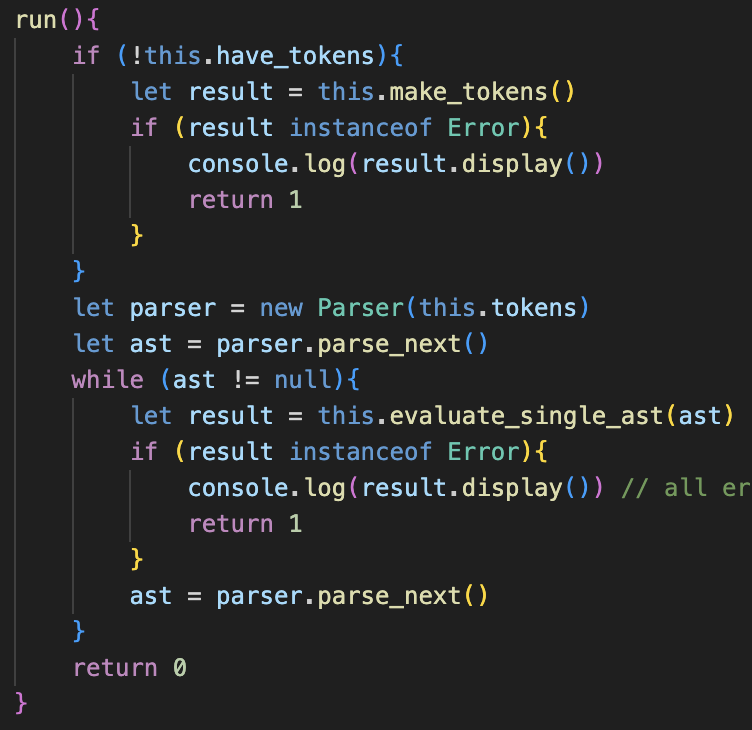 run(){
    if (!this.have_tokens){
        let result = this.make_tokens()
        if (result instanceof Error){
            console.log(result.display())
            return 1
        }
    }
    let parser = new Parser(this.tokens)
    let ast = parser.parse_next()
    while (ast != null){
        let result = this.evaluate_single_ast(ast)
        if (result instanceof Error){
            console.log(result.display()) // all er
            return 1
        }
        ast = parser.parse_next()
    }
    return 0
}